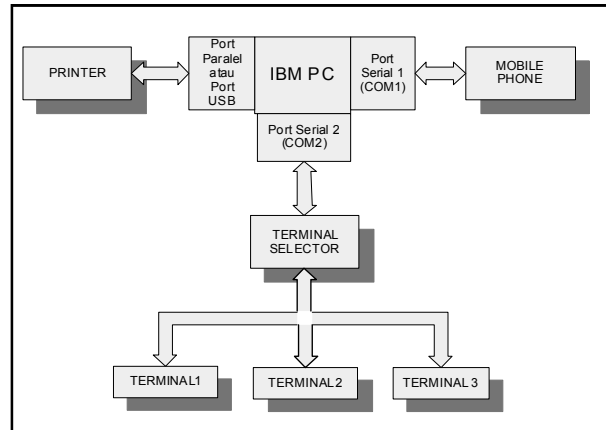 PRINTER
Port
Paralel
atau
Port
USB
IBM PC
Port
Serial 1
(COM1)
MOBILE
PHONE
Port Serial 2
(COM2)
TERMINAL
SELECTOR
TERMINAL1
TERMINAL2
TERMINAL 3